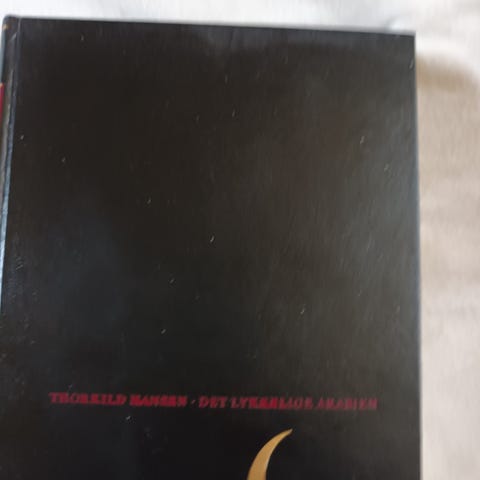 THORKILD HANSEN · DET LYKKELIGE ARABIEN